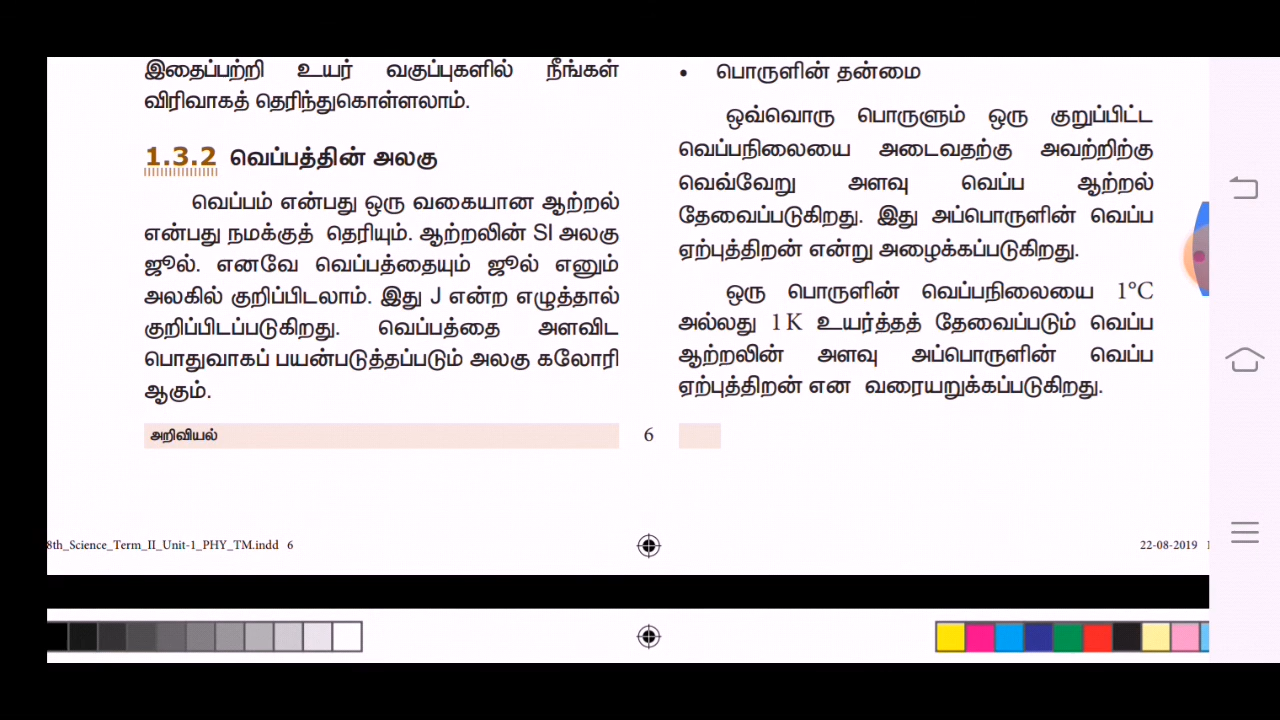 இதைப்பற்றி உயர் வகுப்புகளில் நீங்கள்
விரிவாகத் தெரிந்துகொள்ளலாம்.
1.3.2 வெப்பத்தின் அலகு
வெப்பம் என்பது ஒரு வகையான ஆற்றல்
என்பது நமக்குத் தெரியும். ஆற்றலின் SI அலகு
ஜூல். எனவே வெப்பத்தையும் ஜூல் எனும்
அலகில் குறிப்பிடலாம். இது J என்ற எழுத்தால்
குறிப்பிடப்படுகிறது. வெப்பத்தை அளவிட
பொதுவாகப் பயன்படுத்தப்படும் அலகு கலோரி
ஆகும்.
• பொருளின் தன்மை
ஒவ்வொரு பொருளும் ஒரு குறுப்பிட்ட
வெப்பநிலையை அடைவதற்கு அவற்றிற்கு
வெவ்வேறு அளவு வெப்ப ஆற்றல்
தேவைப்படுகிறது. இது அப்பொருளின் வெப்ப
ஏற்புத்திறன் என்று அழைக்கப்படுகிறது.
ஒரு பொருளின் வெப்பநிலையை 1°C
அல்லது 1K உயர்த்தத் தேவைப்படும் வெப்ப
ஆற்றலின் அளவு அப்பொருளின் வெப்ப
ஏற்புத்திறன் என வரையறுக்கப்படுகிறது.
அறிவியல் 6
8th_Science_Term_II_Unit-1_PHY_TM.indd 6 22-08-2019